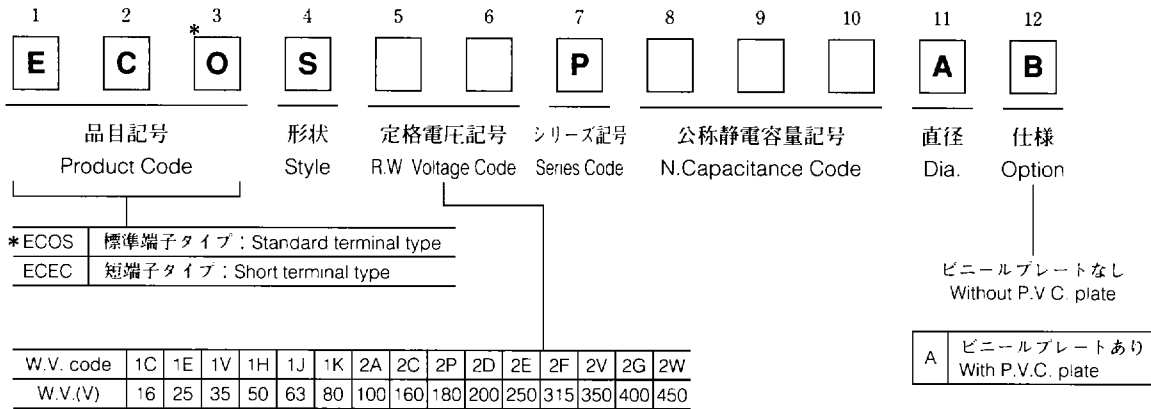 1 2 3 4 5 6 7 8 9 10 11 12
E C *O S P A B
品目記号 形状 定格電圧記号 シリーズ記号 公称静電容量記号 直径 仕様
Product Code Style R.W Voltage Code Series Code N.Capacitance Code Dia. Option
*ECOS 標準端子タイプ：Standard terminal type
ECEC 短端子タイプ：Short terminal type
ビニールプレートなし
Without P.V.C. plate
A ビニールプレートあり
With P.V.C. plate
W.V. code 1C 1E 1V 1H 1J 1K 2A 2C 2P 2D 2E 2F 2V 2G 2W
W.V.(V) 16 25 35 50 63 80 100 160 180 200 250 315 350 400 450